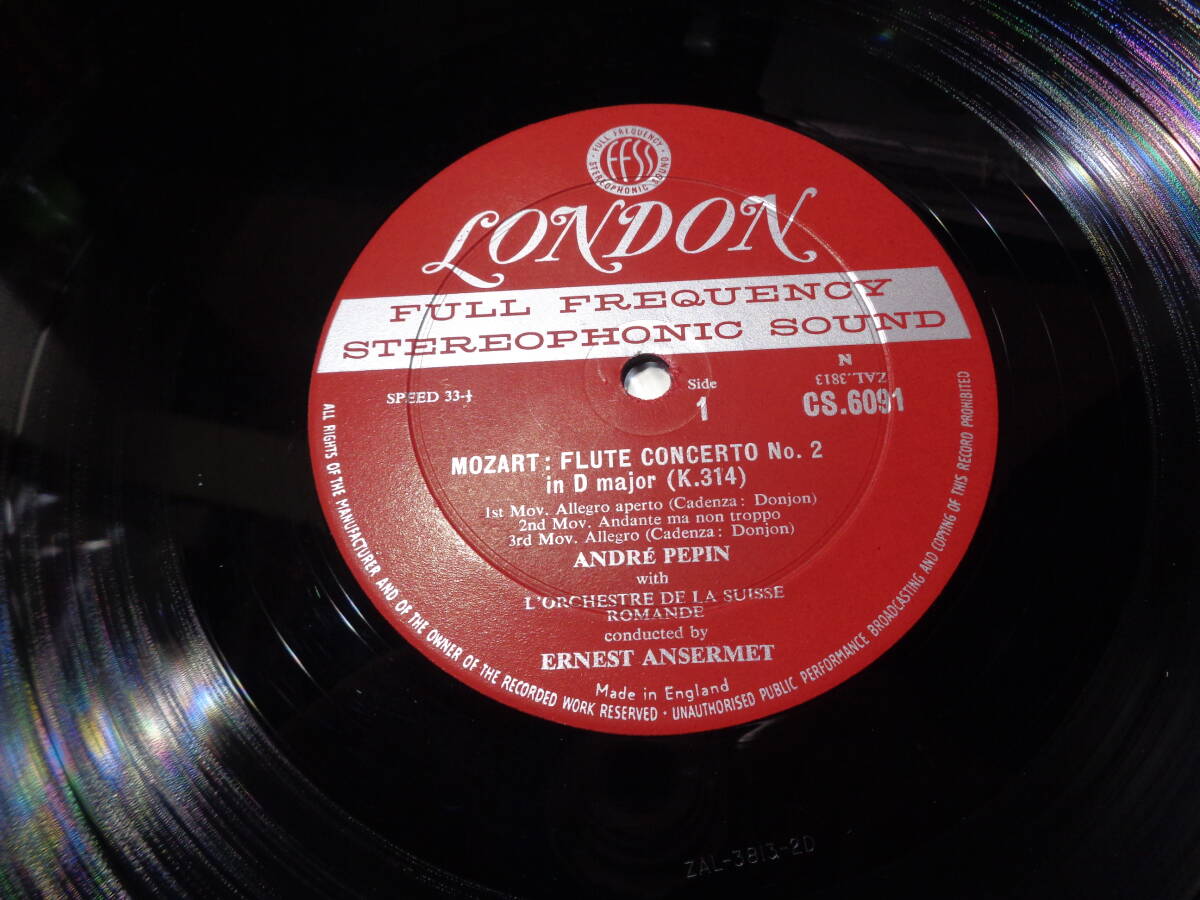 · FULL FREQUENCY ·
FFSS
STEREOPHONIC SOUND
LONDON
FULL FREQUENCY
STEREOPHONIC SOUND
N
ZAL.3813
SPEED 33-⅓
Side
1
CS.6091
MOZART: FLUTE CONCERTO No. 2
in D major (K.314)
1st Mov. Allegro aperto (Cadenza: Donjon)
2nd Mov. Andante ma non troppo
3rd Mov. Allegro (Cadenza: Donjon)
ANDRÉ PEPIN
with
L'ORCHESTRE DE LA SUISSE
ROMANDE
conducted by
ERNEST ANSERMET
Made in England
ALL RIGHTS OF THE MANUFACTURER AND OF THE OWNER OF THE RECORDED WORK RESERVED · UNAUTHORISED PUBLIC PERFORMANCE BROADCASTING AND COPYING OF THIS RECORD PROHIBITED
ZAL-3813-2D